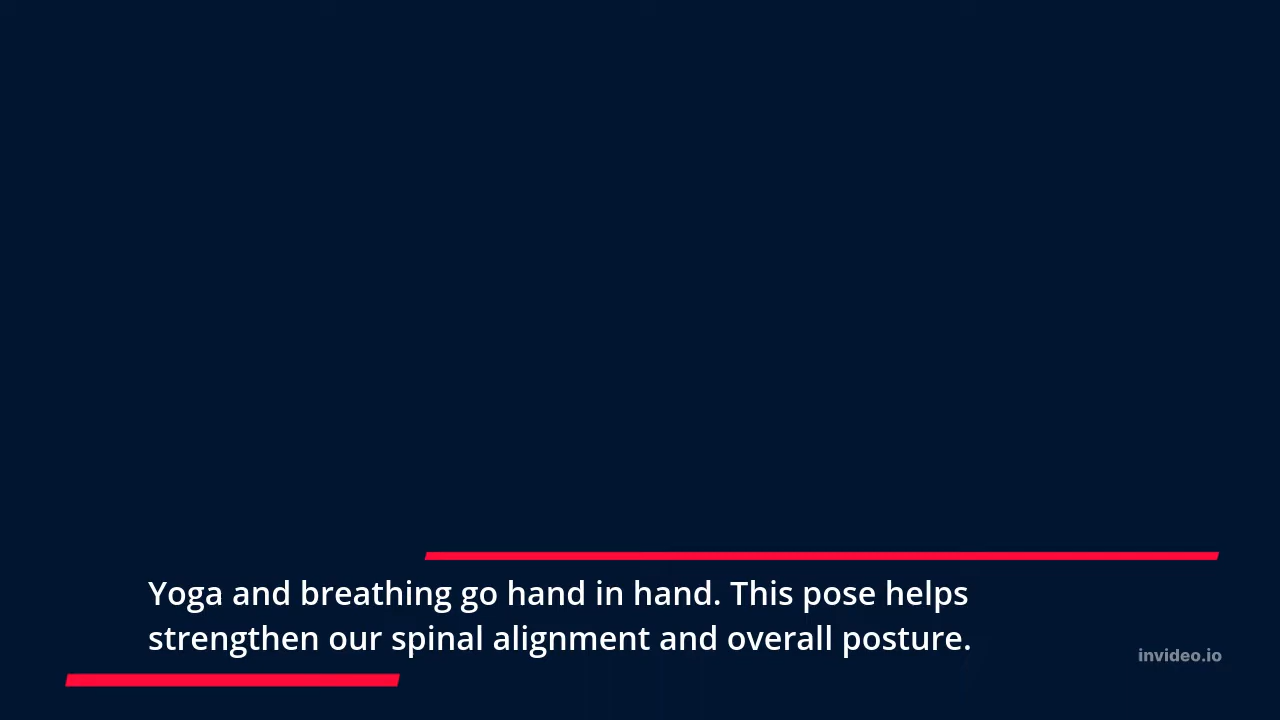 Yoga and breathing go hand in hand. This pose helps
strengthen our spinal alignment and overall posture.
invideo.io